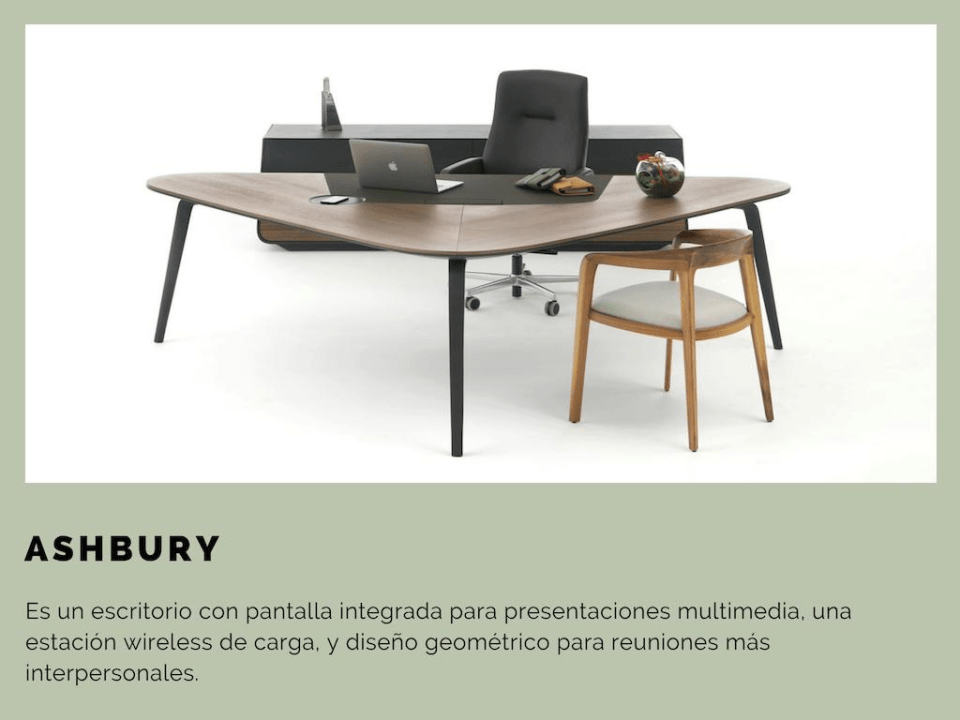 ASHBURY
Es un escritorio con pantalla integrada para presentaciones multimedia, una
estación wireless de carga, y diseño geométrico para reuniones más
interpersonales.